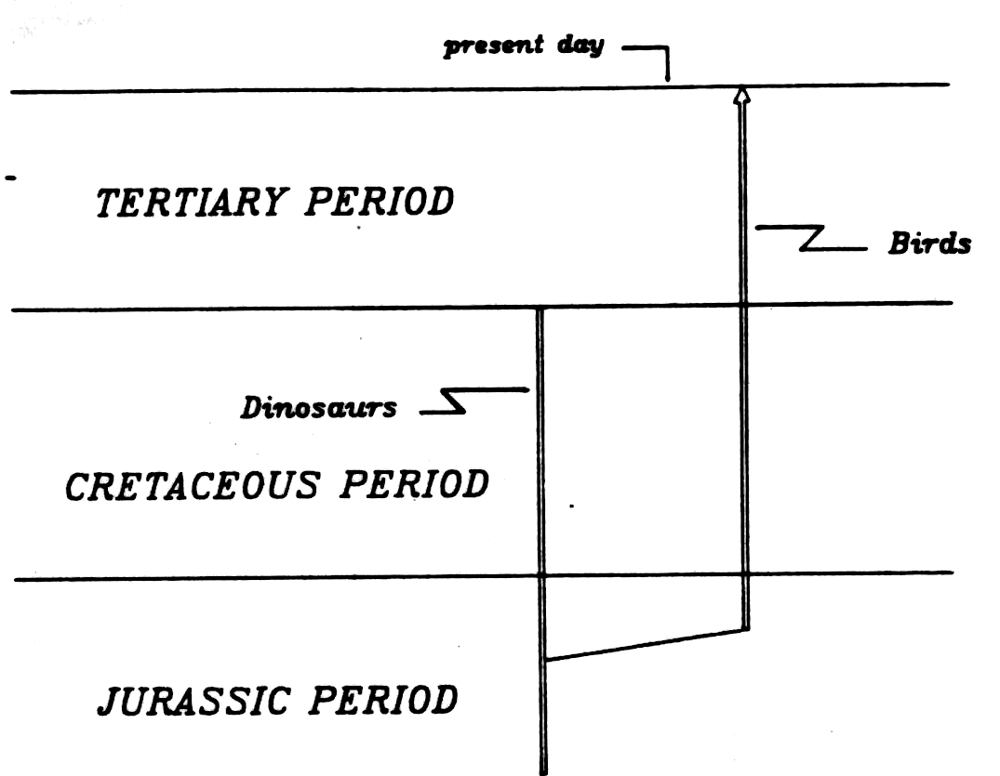 present day
TERTIARY PERIOD
Birds
Dinosaurs
CRETACEOUS PERIOD
JURASSIC PERIOD